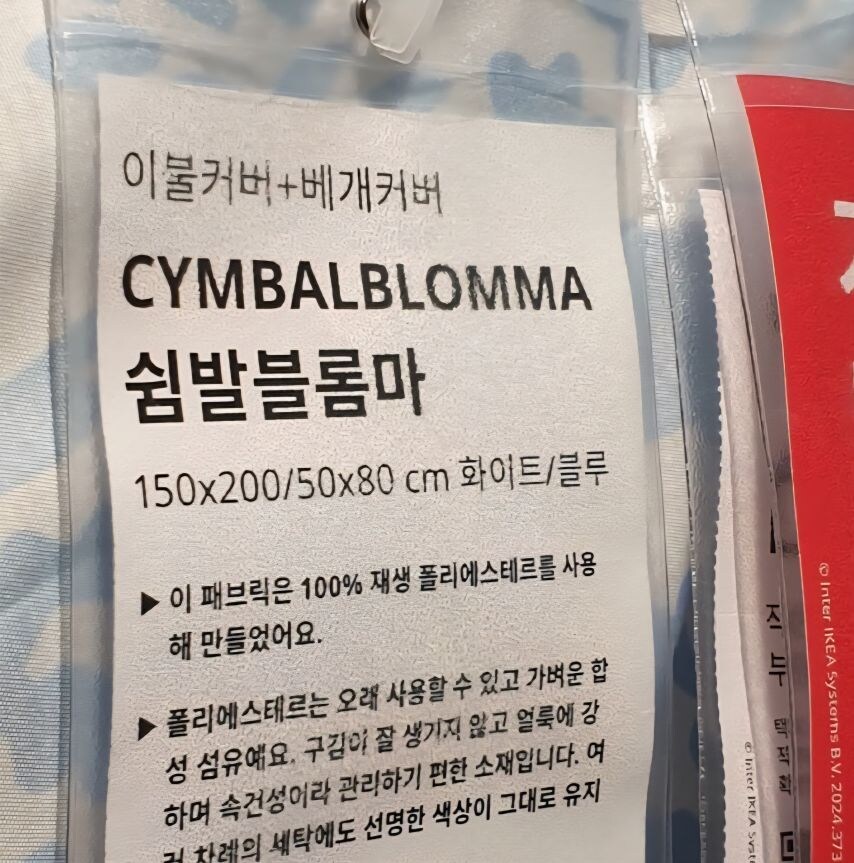 이불커버+베개커버
CYMBALBLOMMA
쉼발블롬마
150x200/50x80 cm 화이트/블루
▶ 이 패브릭은 100% 재생 폴리에스테르를 사용
해 만들었어요.
▶ 폴리에스테르는 오래 사용할 수 있고 가벼운 합
성 섬유예요. 구김이 잘 생기지 않고 얼룩에 강
하며 속건성이라 관리하기 편한 소재입니다. 여
러 차례의 세탁에도 선명한 색상이 그대로 유지
© Inter IKEA Syste
© Inter IKEA Systems B.V. 2024.373